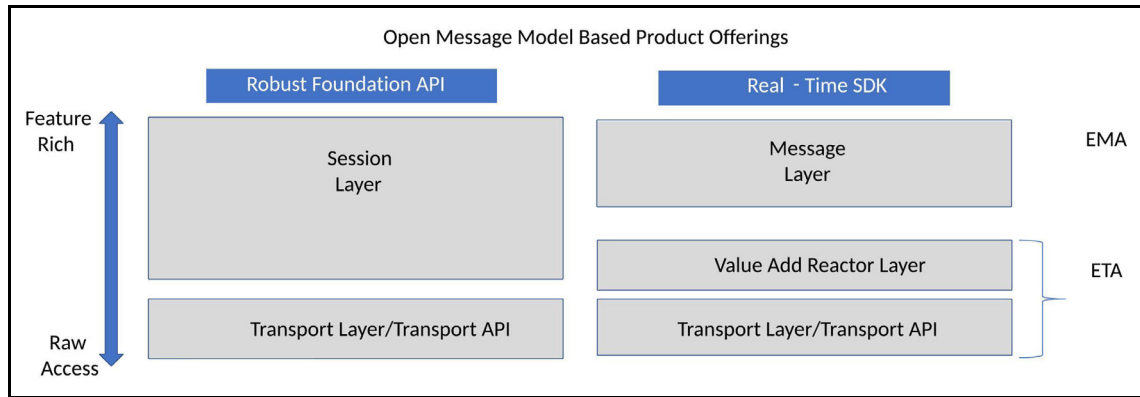 Open Message Model Based Product Offerings
Robust Foundation API
Real - Time SDK
Feature
Rich
Session
Layer
Message
Layer
EMA
Value Add Reactor Layer
ETA
Transport Layer/Transport API
Transport Layer/Transport API
Raw
Access